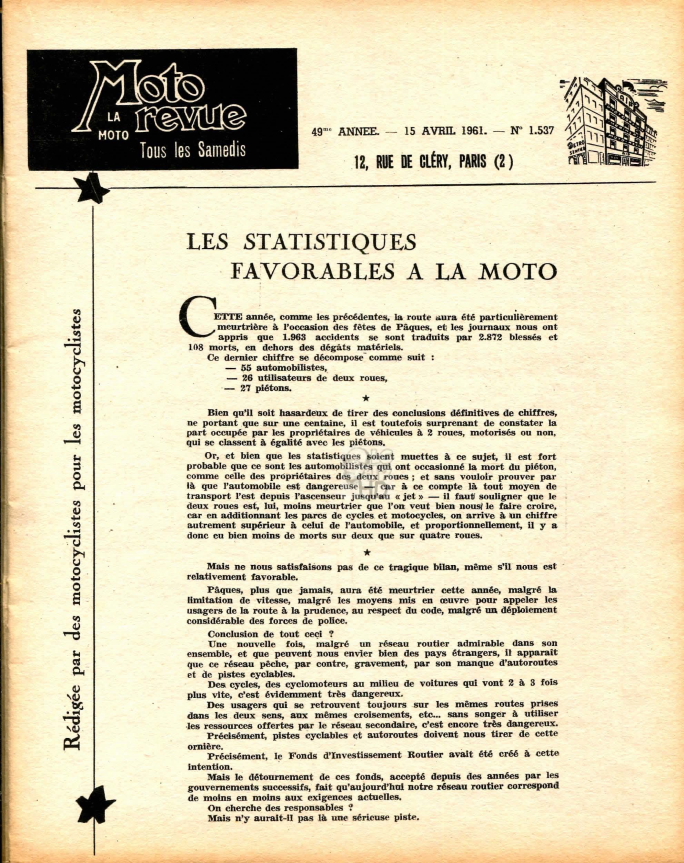 Moto
revue
LA
MOTO
Tous les Samedis
49me ANNEE. — 15 AVRIL 1961. — N° 1.537
12, RUE DE CLÉRY, PARIS (2)
METRO
SENTIER
Rédigée par des motocyclistes pour les motocyclistes
LES STATISTIQUES
FAVORABLES A LA MOTO
CETTE année, comme les précédentes, la route aura été particulièrement
meurtrière à l'occasion des fêtes de Pâques, et les journaux nous ont
appris que 1.963 accidents se sont traduits par 2.872 blessés et
108 morts, en dehors des dégâts matériels.
Ce dernier chiffre se décompose comme suit :
— 55 automobilistes,
— 26 utilisateurs de deux roues,
— 27 piétons.
★
Bien qu'il soit hasardeux de tirer des conclusions définitives de chiffres,
ne portant que sur une centaine, il est toutefois surprenant de constater la
part occupée par les propriétaires de véhicules à 2 roues, motorisés ou non,
qui se classent à égalité avec les piétons.
Or, et bien que les statistiques soient muettes à ce sujet, il est fort
probable que ce sont les automobilistes qui ont occasionné la mort du piéton,
comme celle des propriétaires des deux roues ; et sans vouloir prouver par
là que l'automobile est dangereuse — car à ce compte là tout moyen de
transport l'est depuis l'ascenseur jusqu'au « jet » — il faut souligner que le
deux roues est, lui, moins meurtrier que l'on veut bien nous le faire croire,
car en additionnant les parcs de cycles et motocycles, on arrive à un chiffre
autrement supérieur à celui de l'automobile, et proportionnellement, il y a
donc eu bien moins de morts sur deux que sur quatre roues.
★
Mais ne nous satisfaisons pas de ce tragique bilan, même s'il nous est
relativement favorable.
Pâques, plus que jamais, aura été meurtrier cette année, malgré la
limitation de vitesse, malgré les moyens mis en œuvre pour appeler les
usagers de la route à la prudence, au respect du code, malgré un déploiement
considérable des forces de police.
Conclusion de tout ceci ?
Une nouvelle fois, malgré un réseau routier admirable dans son
ensemble, et que peuvent nous envier bien des pays étrangers, il apparaît
que ce réseau pèche, par contre, gravement, par son manque d'autoroutes
et de pistes cyclables.
Des cycles, des cyclomoteurs au milieu de voitures qui vont 2 à 3 fois
plus vite, c'est évidemment très dangereux.
Des usagers qui se retrouvent toujours sur les mêmes routes prises
dans les deux sens, aux mêmes croisements, etc... sans songer à utiliser
les ressources offertes par le réseau secondaire, c'est encore très dangereux.
Précisément, pistes cyclables et autoroutes doivent nous tirer de cette
ornière.
Précisément, le Fonds d'Investissement Routier avait été créé à cette
intention.
Mais le détournement de ces fonds, accepté depuis des années par les
gouvernements successifs, fait qu'aujourd'hui notre réseau routier correspond
de moins en moins aux exigences actuelles.
On cherche des responsables ?
Mais n'y aurait-il pas là une sérieuse piste.